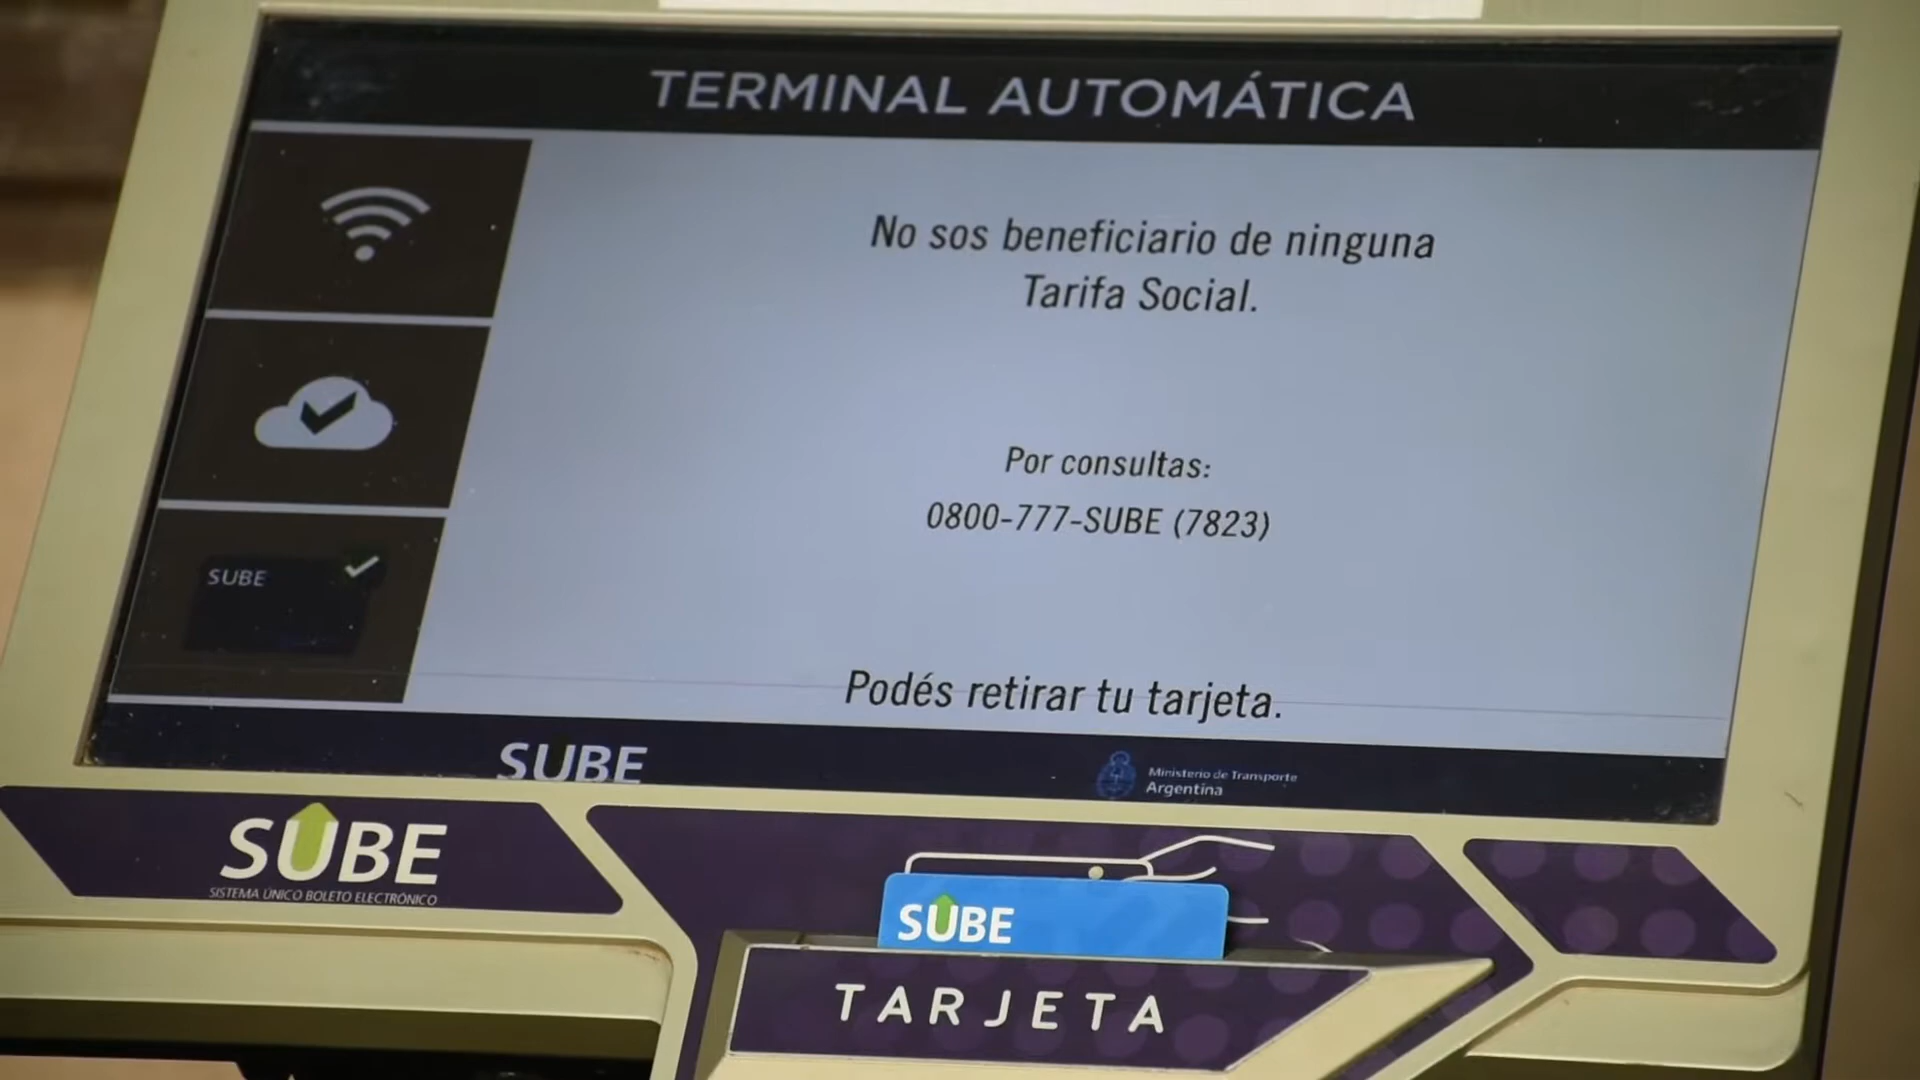 TERMINAL AUTOMÁTICA
No sos beneficiario de ninguna
Tarifa Social.
Por consultas:
0800-777-SUBE (7823)
SUBE
Podés retirar tu tarjeta.
SUBE
Ministerio de Transporte
Argentina
SUBE
SISTEMA ÚNICO BOLETO ELECTRÓNICO
SUBE
TARJETA